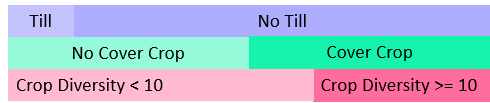 Till No Till
No Cover Crop Cover Crop
Crop Diversity < 10 Crop Diversity >= 10